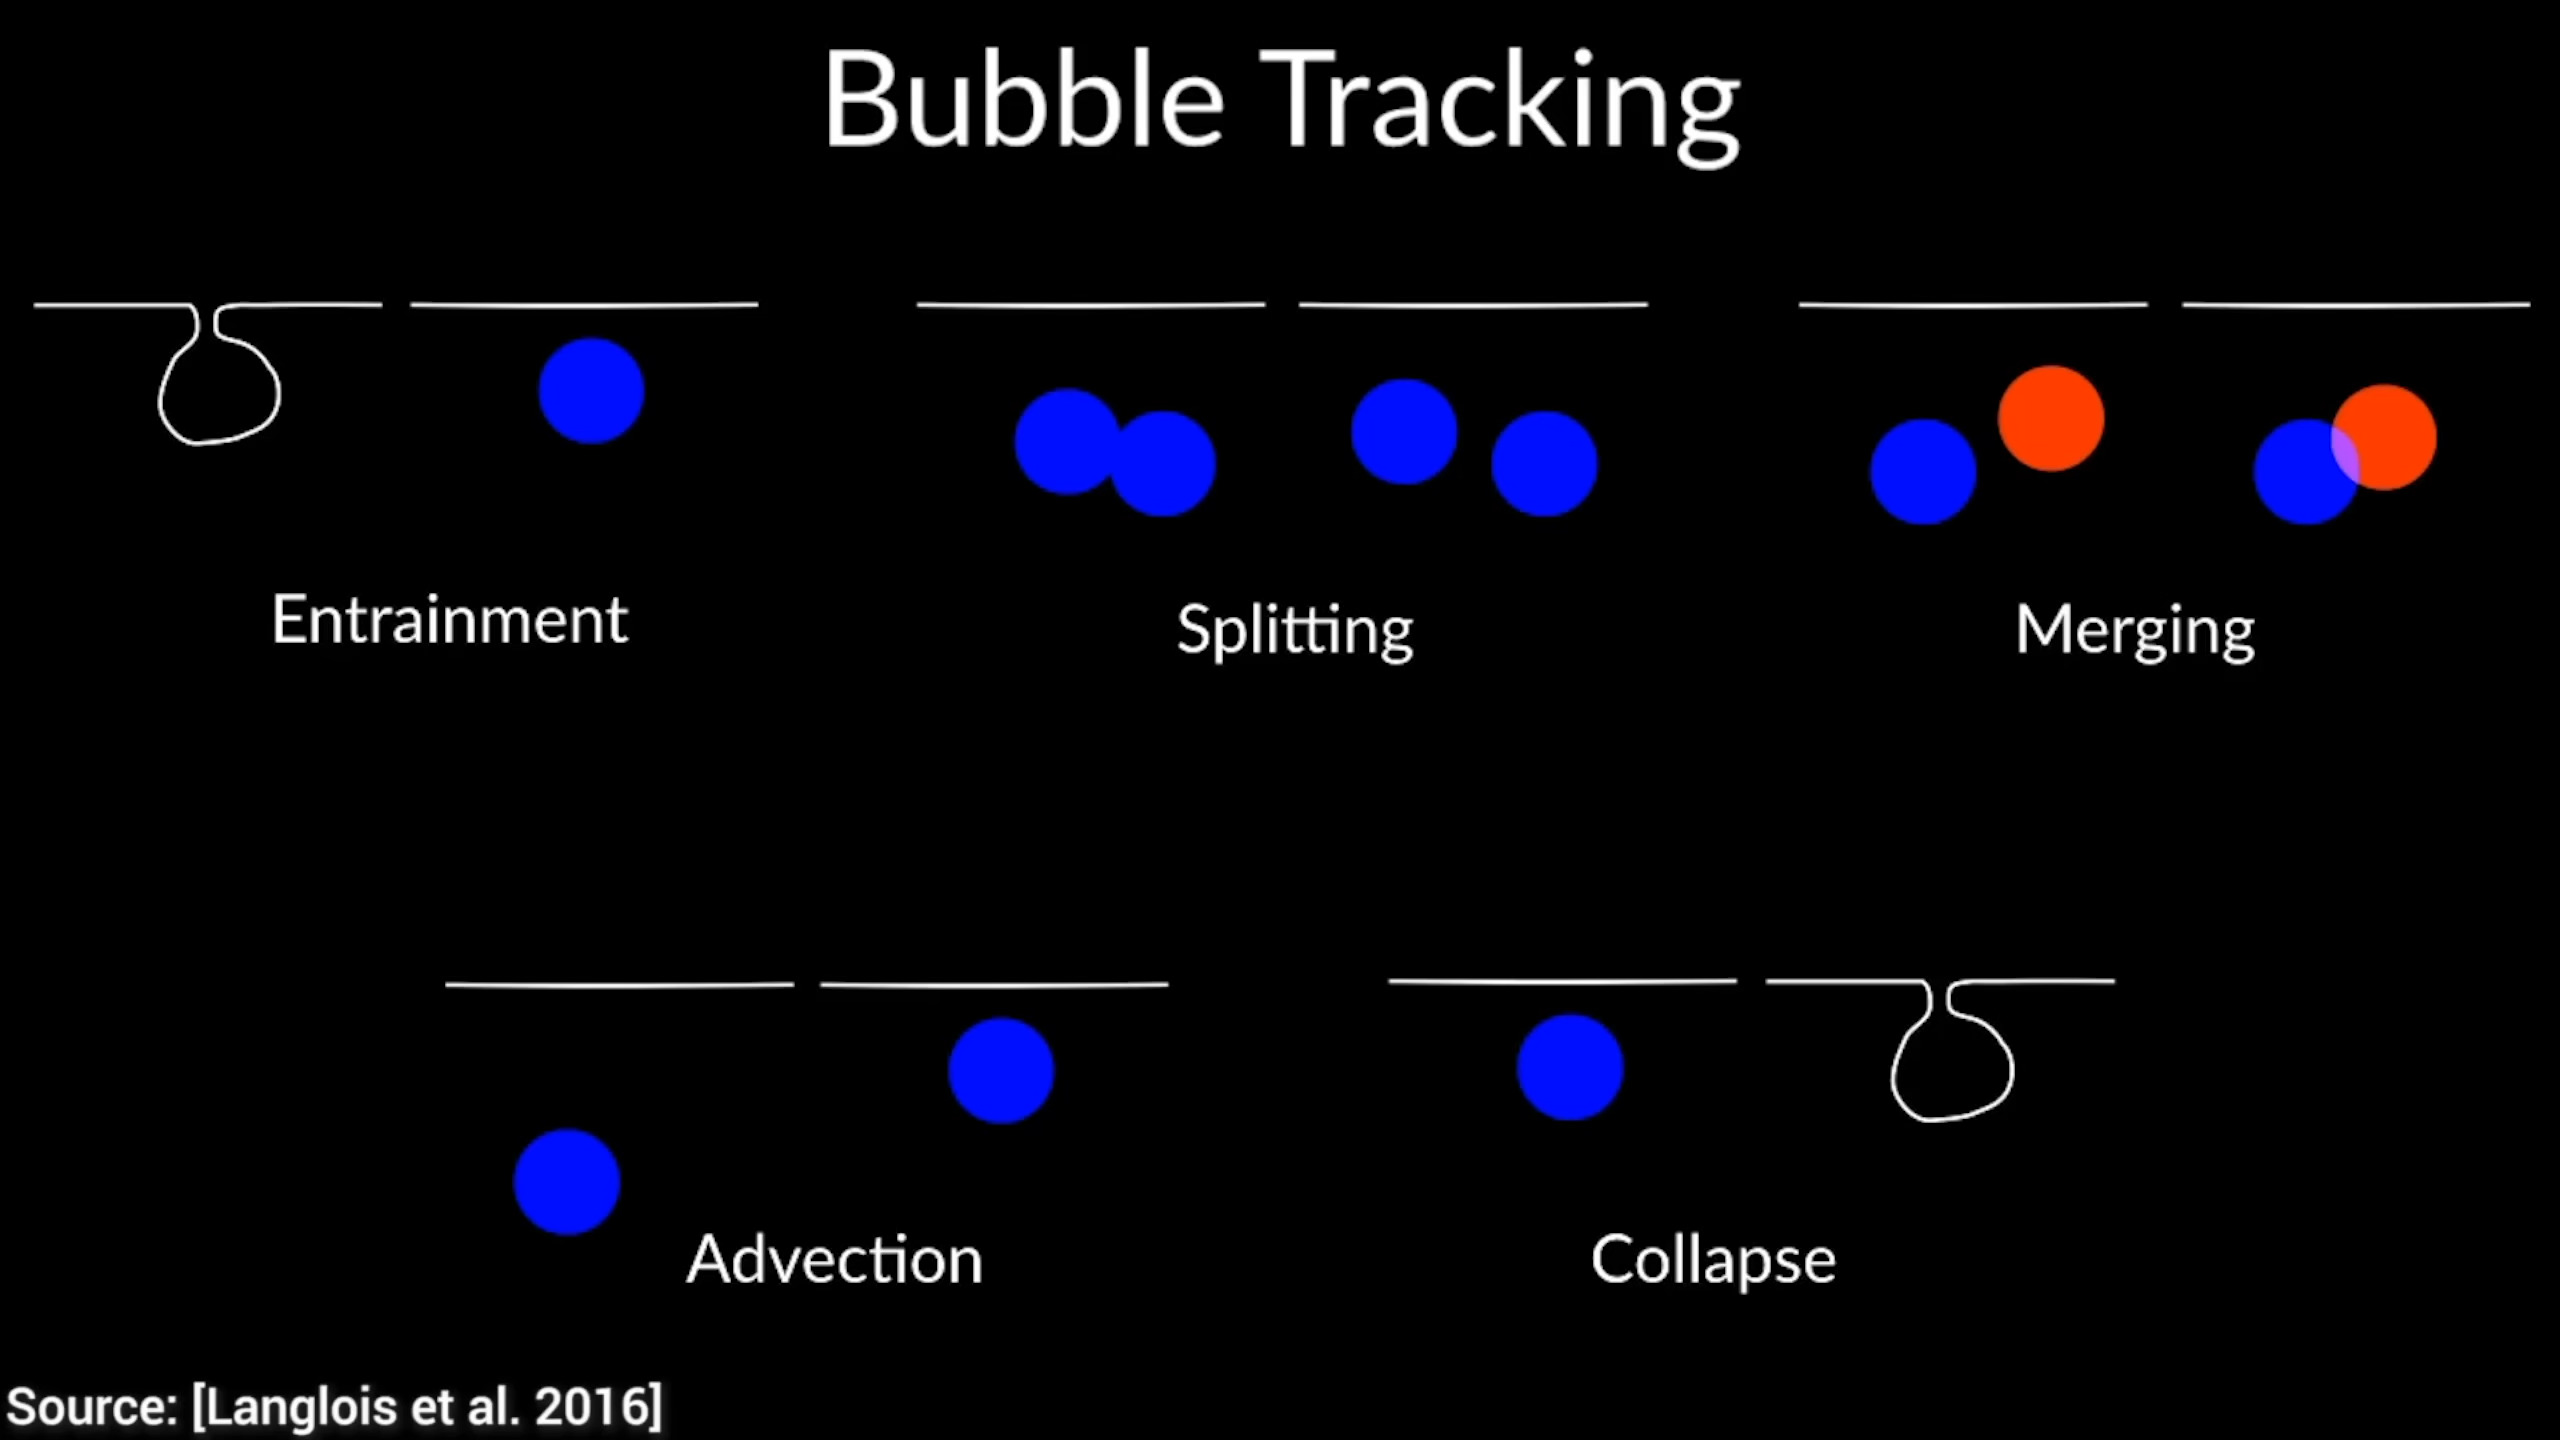 Bubble Tracking
Entrainment
Splitting
Merging
Advection
Collapse
Source: [Langlois et al. 2016]